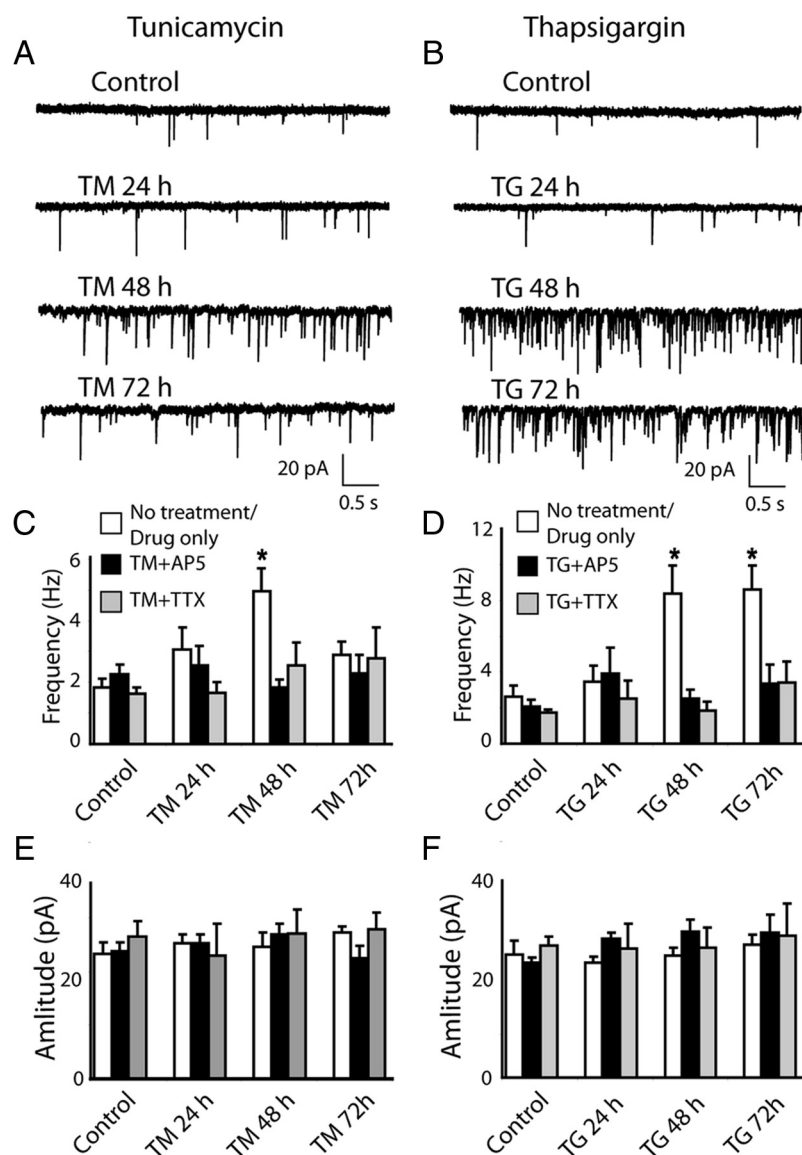 Tunicamycin
Thapsigargin
A
Control
TM 24 h
TM 48 h
TM 72 h
20 pA
0.5 s
B
Control
TG 24 h
TG 48 h
TG 72 h
20 pA
0.5 s
C
No treatment/
Drug only
TM+AP5
TM+TTX
*
Frequency (Hz)
6
4
2
0
Control
TM 24 h
TM 48 h
TM 72h
D
No treatment/
Drug only
TG+AP5
TG+TTX
*
*
Frequency (Hz)
12
8
4
0
Control
TG 24 h
TG 48 h
TG 72h
E
Amlitude (pA)
40
20
0
Control
TM 24 h
TM 48 h
TM 72h
F
Amlitude (pA)
40
20
0
Control
TG 24 h
TG 48 h
TG 72h